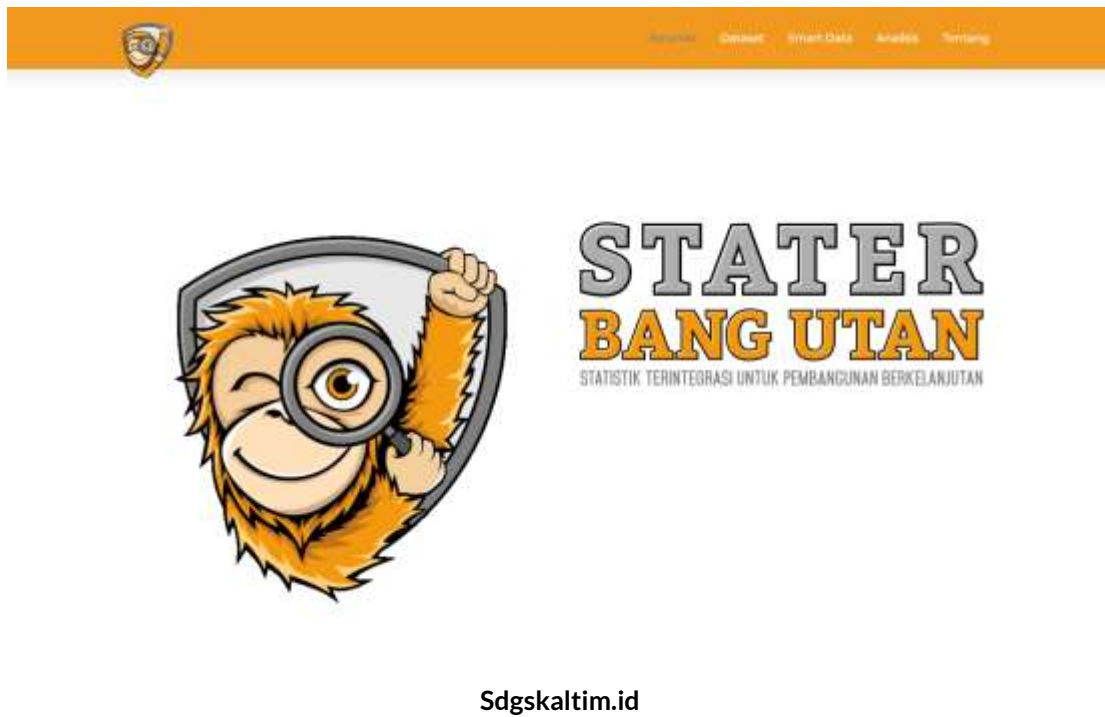 Dataset Smart Data Analisis Tentang
STATER
BANG UTAN
STATISTIK TERINTEGRASI UNTUK PEMBANGUNAN BERKELANJUTAN
Sdgskaltim.id